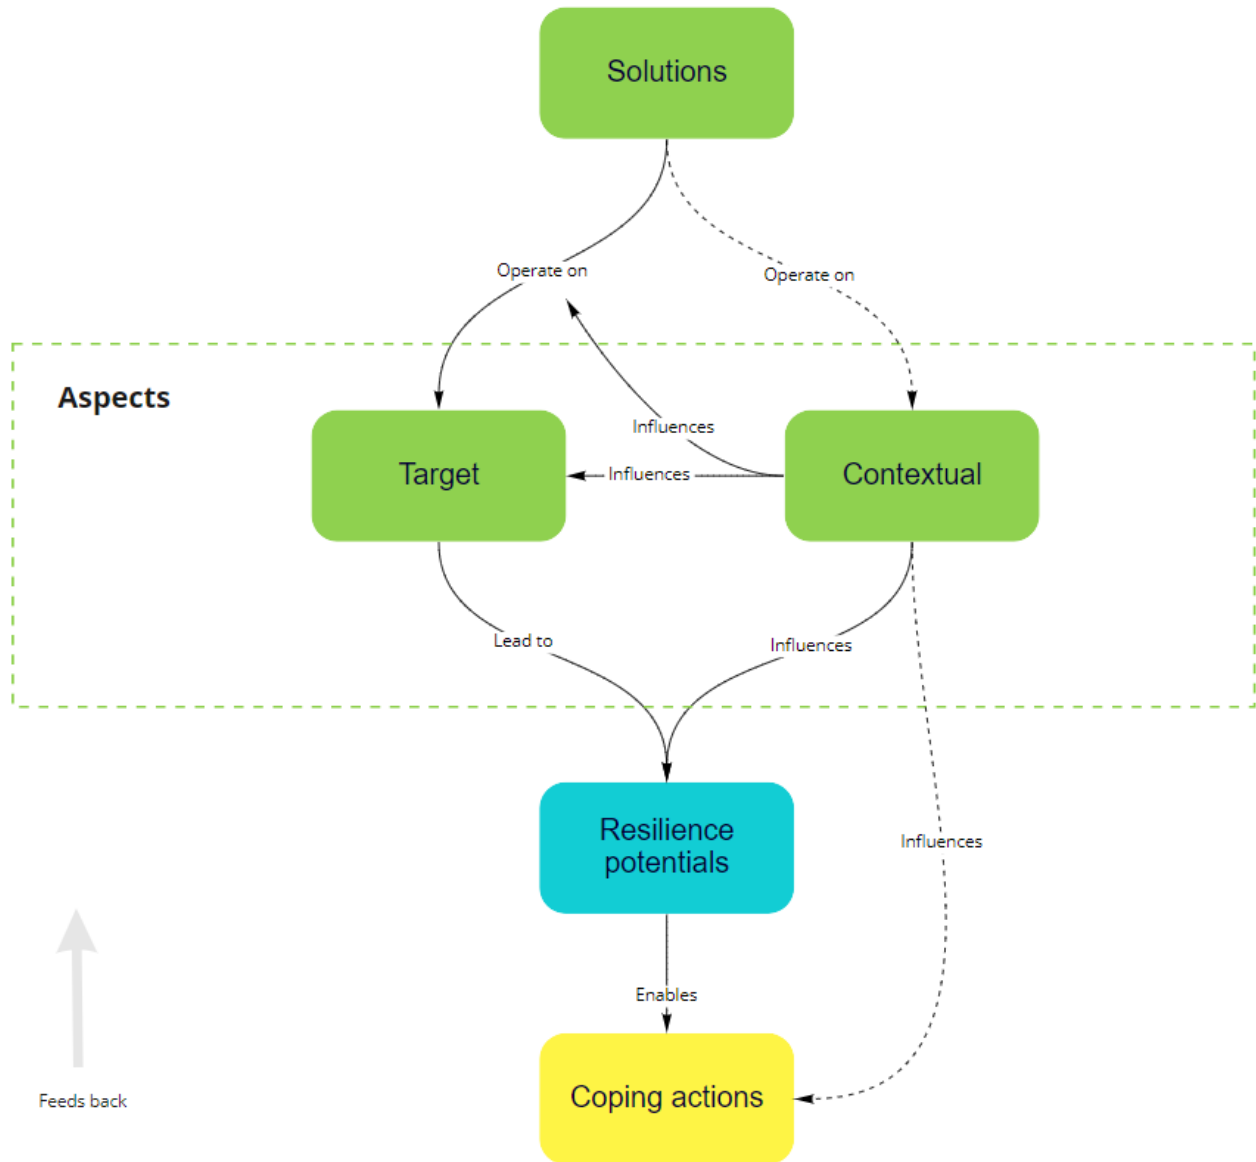 Solutions
Operate on
Operate on
Aspects
Influences
Target
Influences
Contextual
Lead to
Influences
Resilience
potentials
Influences
Enables
Coping actions
Feeds back